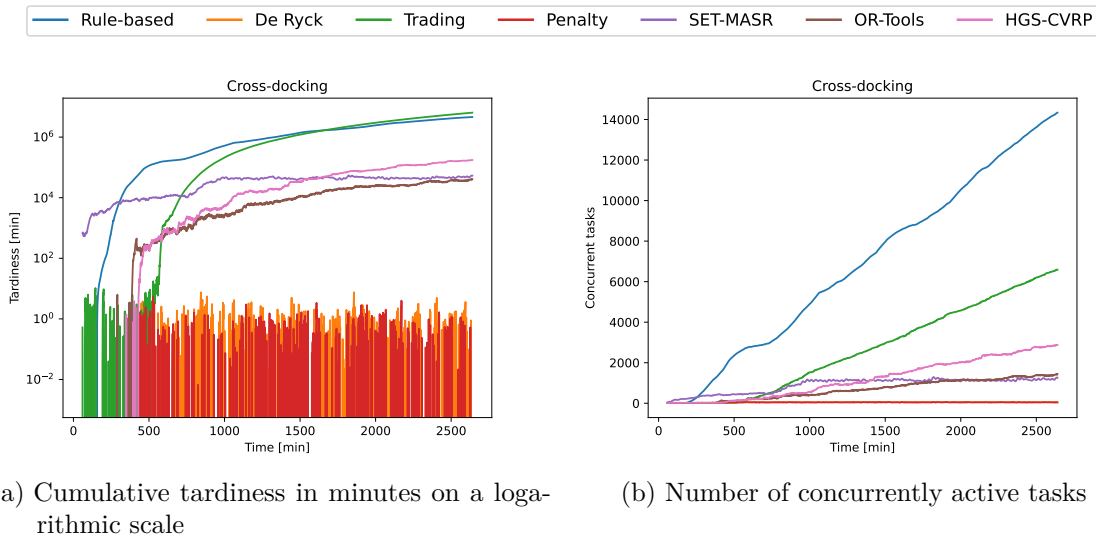 Rule-based De Ryck Trading Penalty SET-MASR OR-Tools HGS-CVRP
Cross-docking
Tardiness [min]
10^6
10^4
10^2
10^0
10^−2
0 500 1000 1500 2000 2500
Time [min]
Cross-docking
Concurrent tasks
14000
12000
10000
8000
6000
4000
2000
0
0 500 1000 1500 2000 2500
Time [min]
a) Cumulative tardiness in minutes on a loga-
rithmic scale
(b) Number of concurrently active tasks